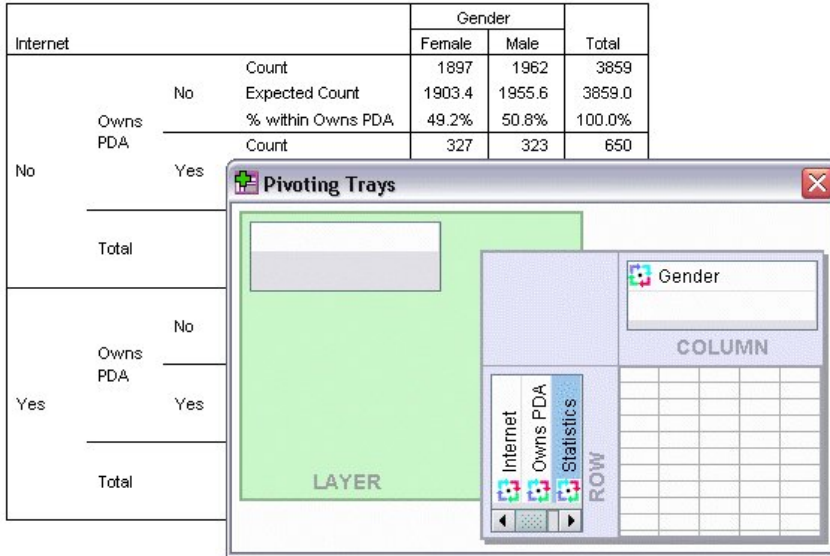 Gender
Internet Female Male Total
Count 1897 1962 3859
No Expected Count 1903.4 1955.6 3859.0
Owns PDA % within Owns PDA 49.2% 50.8% 100.0%
Count 327 323 650
No Yes
Total
Owns PDA No
Yes Yes
Total
Pivoting Trays
Gender
COLUMN
Internet
Owns PDA
Statistics
ROW
LAYER